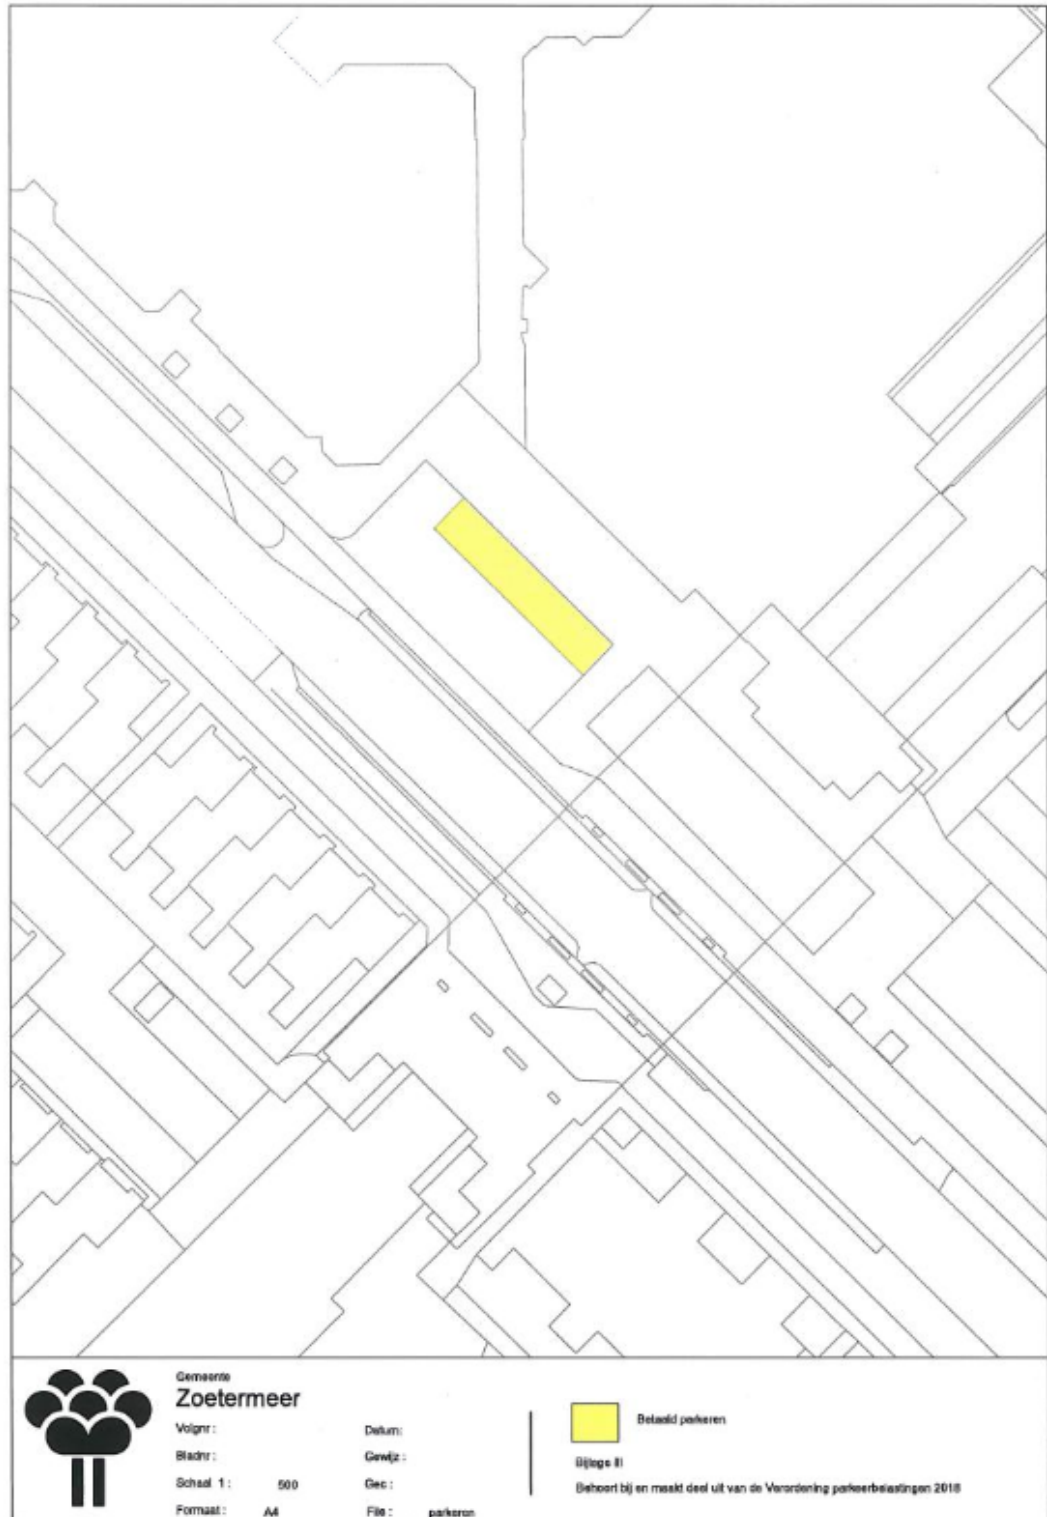 Gemeente
Zoetermeer
Volgnr :
Datum:
Bladnr :
Gewijz :
Schaal 1 : 500
Gec :
Formaat : A4
File : parkeren
Betaald parkeren
Bijlage III
Behoort bij en maakt deel uit van de Verordening parkeerbelastingen 2018